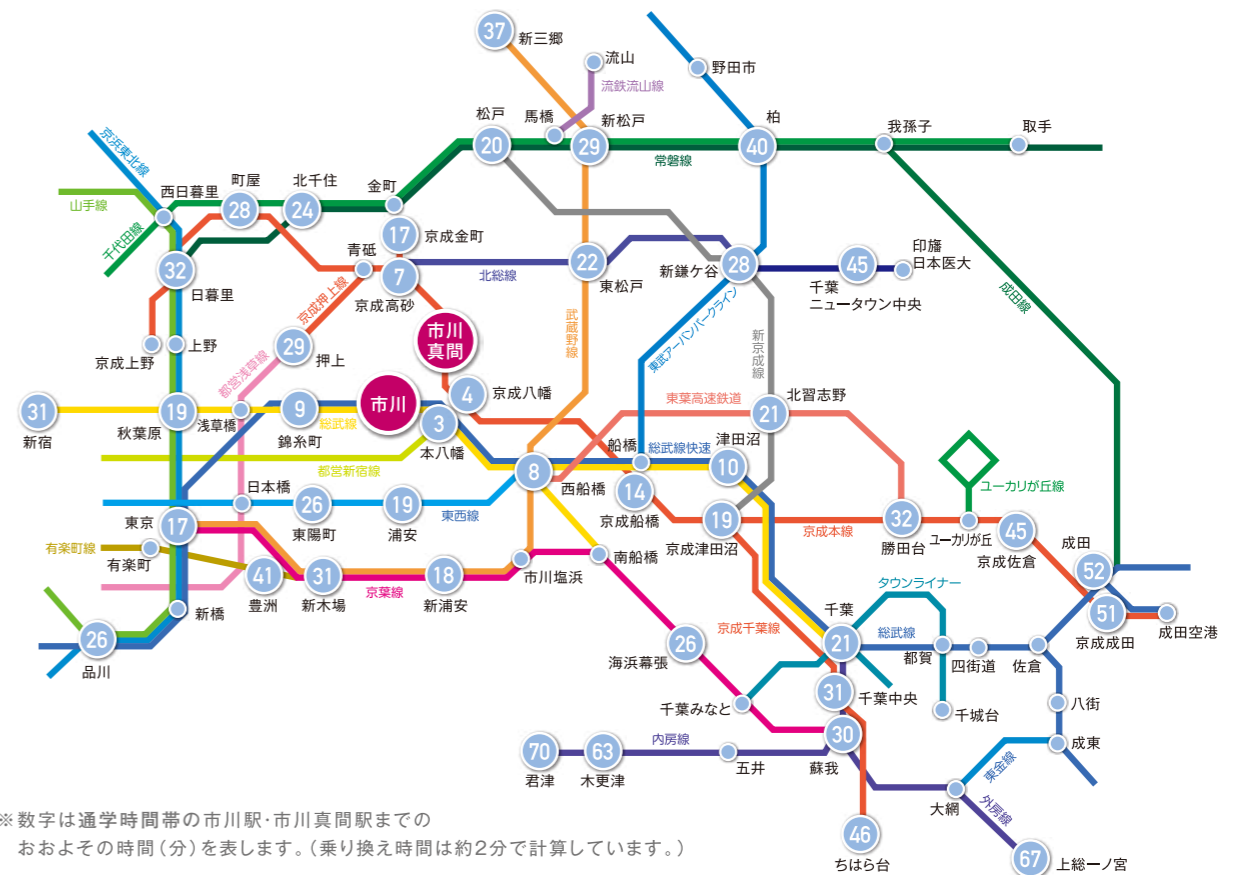 37
新三郷
流山
流鉄流山線
野田市
松戸
馬橋
新松戸
柏
我孫子
取手
20
29
40
常磐線
京浜東北線
山手線
千代田線
西日暮里
町屋
北千住
金町
28
24
17
京成金町
青砥
32
日暮里
京成押上線
7
京成高砂
北総線
22
東松戸
新鎌ケ谷
28
45
千葉
ニュータウン中央
印旛
日本医大
成田線
京成上野
上野
29
押上
都営浅草線
市川
真間
武蔵野線
東武アーバンパークライン
新京成線
31
新宿
19
秋葉原
浅草橋
9
錦糸町
総武線
市川
4
京成八幡
3
本八幡
都営新宿線
東葉高速鉄道
北習志野
21
船橋
総武線快速
津田沼
10
8
西船橋
14
京成船橋
19
京成津田沼
京成本線
32
勝田台
ユーカリが丘線
ユーカリが丘
45
京成佐倉
日本橋
26
東陽町
19
浦安
東西線
東京
17
有楽町線
有楽町
41
豊洲
31
新木場
京葉線
18
新浦安
市川塩浜
南船橋
成田
52
51
京成成田
成田空港
新橋
26
品川
26
海浜幕張
京成千葉線
タウンライナー
千葉
21
総武線
都賀
四街道
佐倉
千葉みなと
31
千葉中央
千城台
八街
成東
東金線
30
蘇我
内房線
70
君津
63
木更津
五井
大網
外房線
46
ちはら台
67
上総一ノ宮
※数字は通学時間帯の市川駅・市川真間駅までの
おおよその時間（分）を表します。（乗り換え時間は約2分で計算しています。）